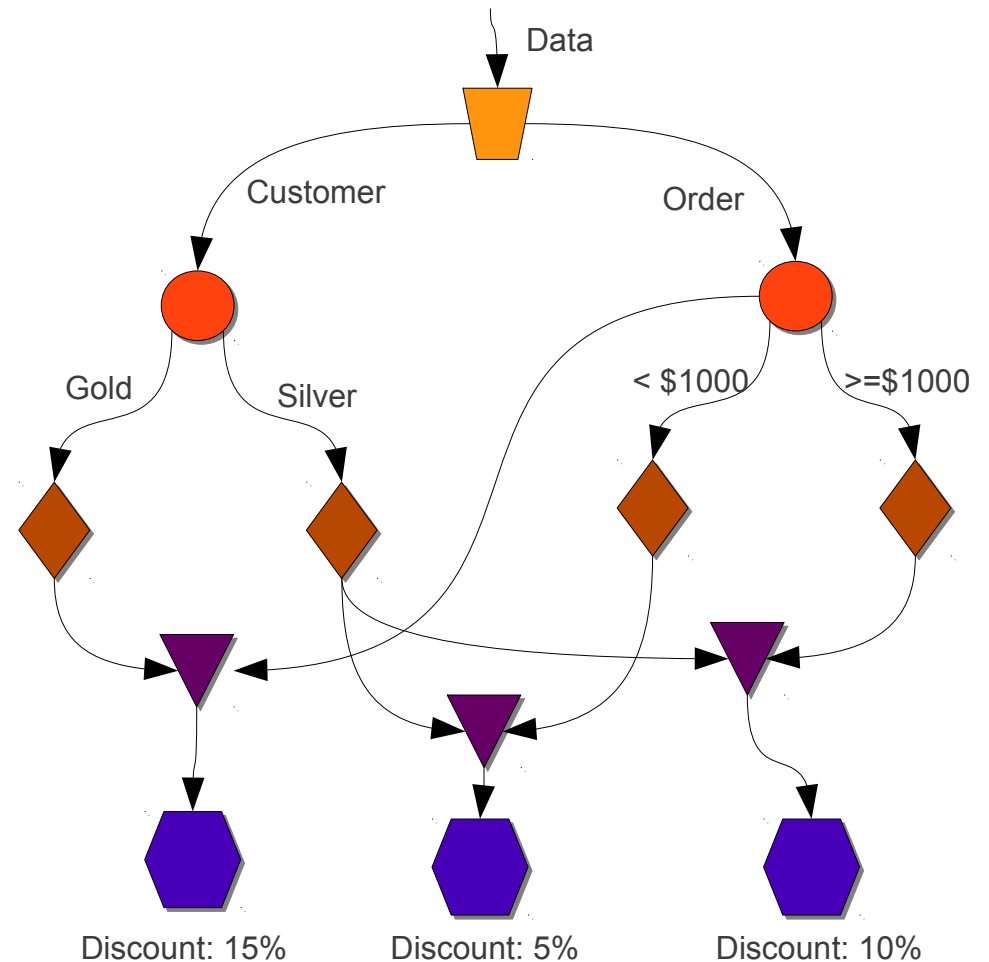 Data
Customer
Order
Gold
Silver
< $1000
>=$1000
Discount: 15%
Discount: 5%
Discount: 10%